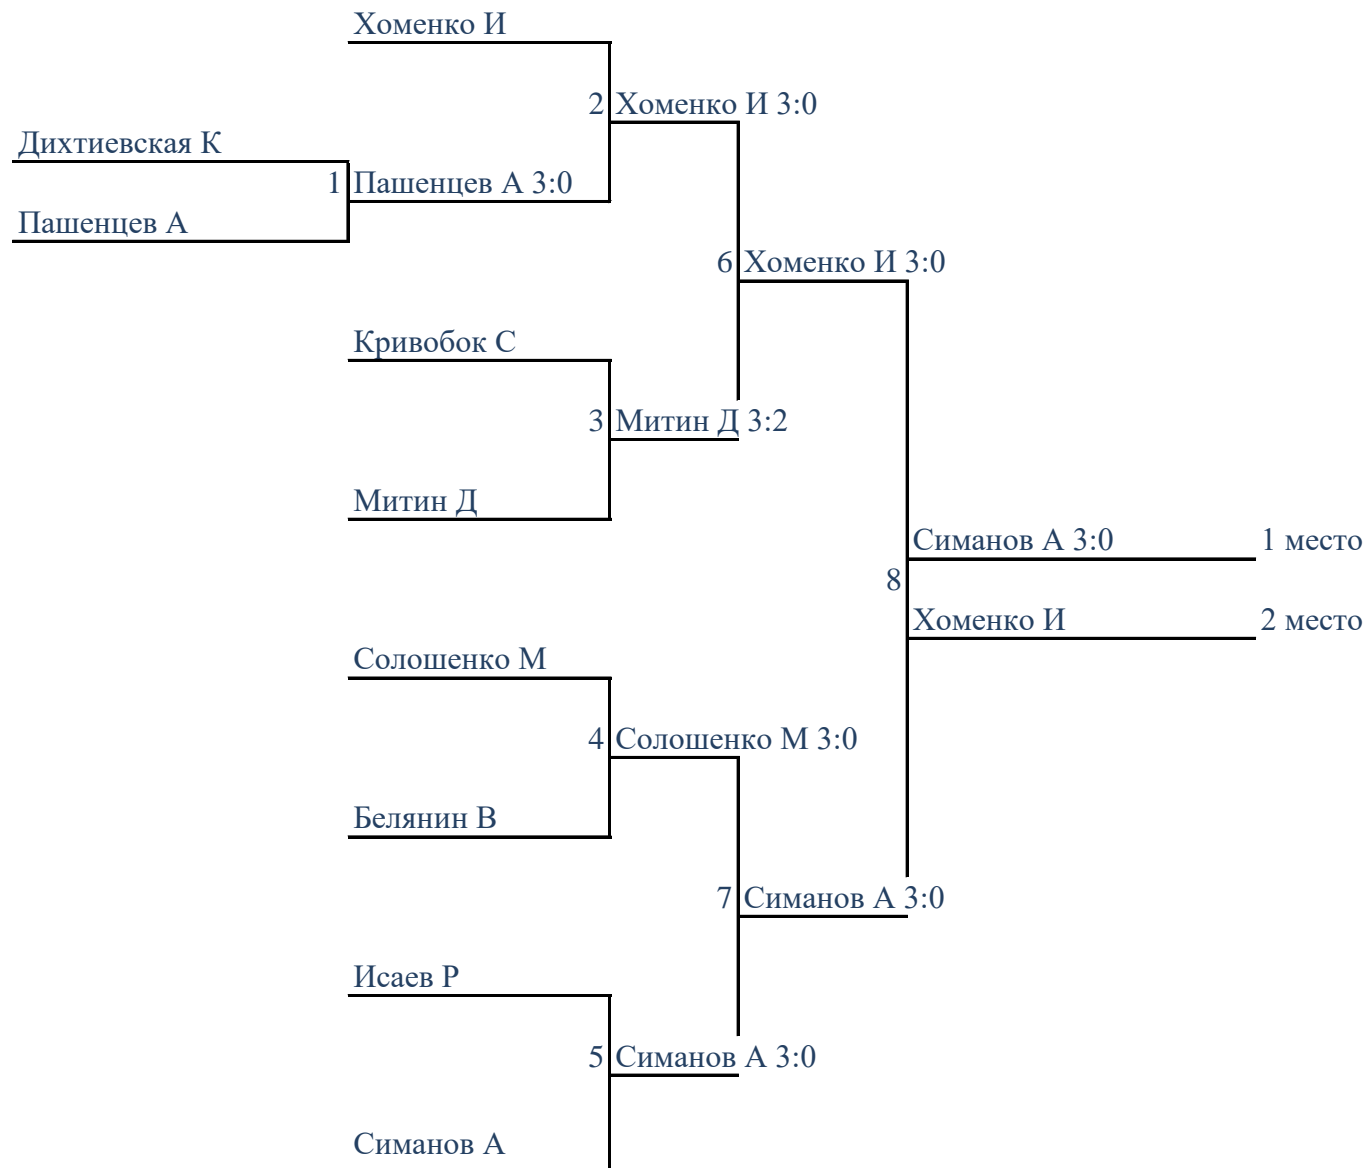 Хоменко И
2 Хоменко И 3:0
Дихтиевская К
1 Пашенцев А 3:0
Пашенцев А
6 Хоменко И 3:0
Кривобок С
3 Митин Д 3:2
Митин Д
Симанов А 3:0 1 место
8
Хоменко И 2 место
Солошенко М
4 Солошенко М 3:0
Белянин В
7 Симанов А 3:0
Исаев Р
5 Симанов А 3:0
Симанов А